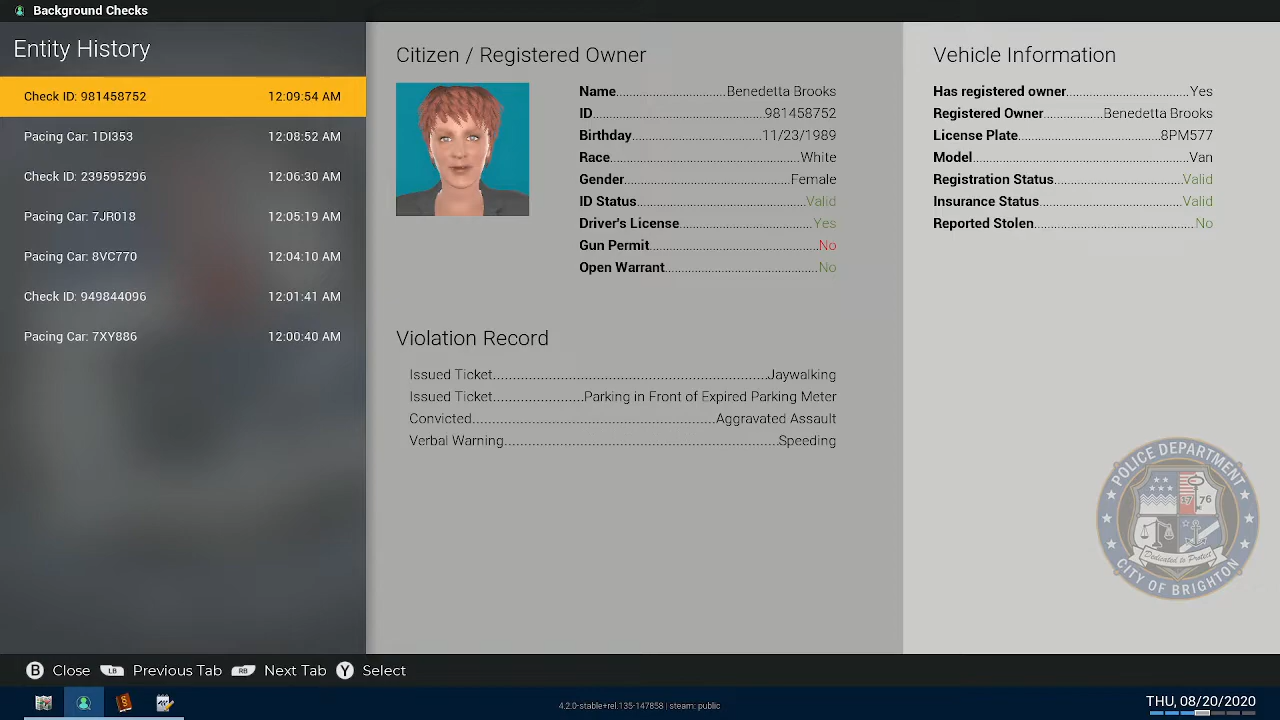 Background Checks
Entity History
Check ID: 981458752 12:09:54 AM
Pacing Car: 1DI353 12:08:52 AM
Check ID: 239595296 12:06:30 AM
Pacing Car: 7JR018 12:05:19 AM
Pacing Car: 8VC770 12:04:10 AM
Check ID: 949844096 12:01:41 AM
Pacing Car: 7XY886 12:00:40 AM
Citizen / Registered Owner
Name Benedetta Brooks
ID 981458752
Birthday 11/23/1989
Race White
Gender Female
ID Status Valid
Driver's License Yes
Gun Permit No
Open Warrant No
Violation Record
Issued Ticket Jaywalking
Issued Ticket Parking in Front of Expired Parking Meter
Convicted Aggravated Assault
Verbal Warning Speeding
Vehicle Information
Has registered owner Yes
Registered Owner Benedetta Brooks
License Plate 8PM577
Model Van
Registration Status Valid
Insurance Status Valid
Reported Stolen No
POLICE DEPARTMENT
17 76
Dedicated to Protect
CITY OF BRIGHTON
B Close LB Previous Tab RB Next Tab Y Select
4.2.0-stable+rel.135-147858 | steam: public
THU, 08/20/2020